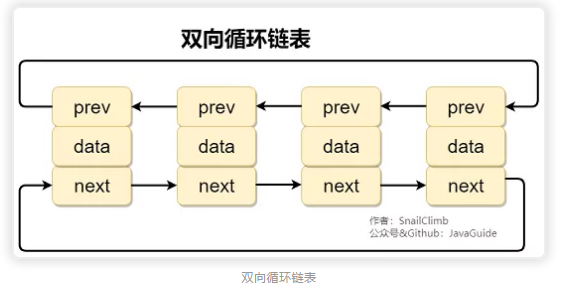 双向循环链表
prev prev prev prev
data data data data
next next next next
作者：SnailClimb
公众号&Github：JavaGuide
双向循环链表